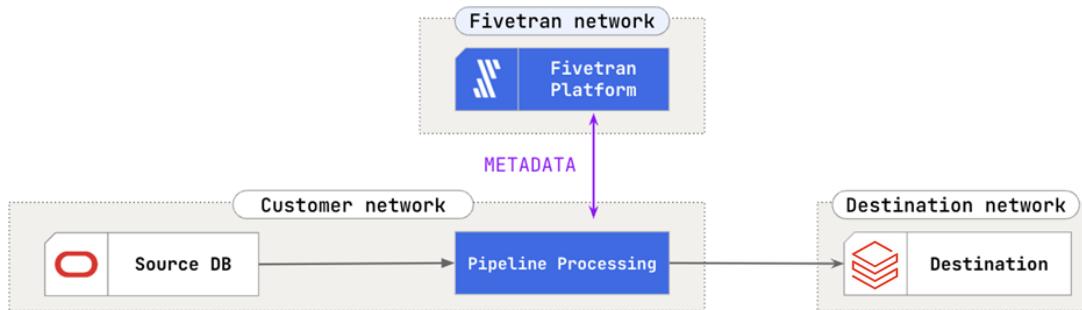 Fivetran network
Fivetran
Platform
METADATA
Customer network
Destination network
Source DB
Pipeline Processing
Destination